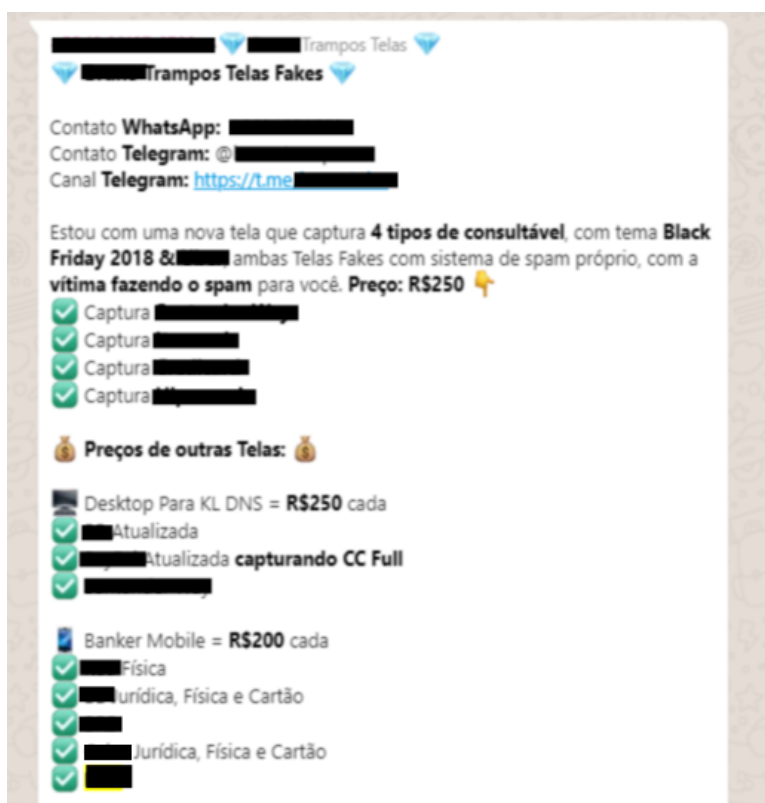 Trampos Telas
Trampos Telas Fakes
Contato WhatsApp:
Contato Telegram: @
Canal Telegram: https://t.me
Estou com uma nova tela que captura 4 tipos de consultável, com tema Black
Friday 2018 & ambas Telas Fakes com sistema de spam próprio, com a
vítima fazendo o spam para você. Preço: R$250
Captura
Captura
Captura
Captura
Preços de outras Telas:
Desktop Para KL DNS = R$250 cada
Atualizada
Atualizada capturando CC Full
Banker Mobile = R$200 cada
Física
Jurídica, Física e Cartão
Jurídica, Física e Cartão